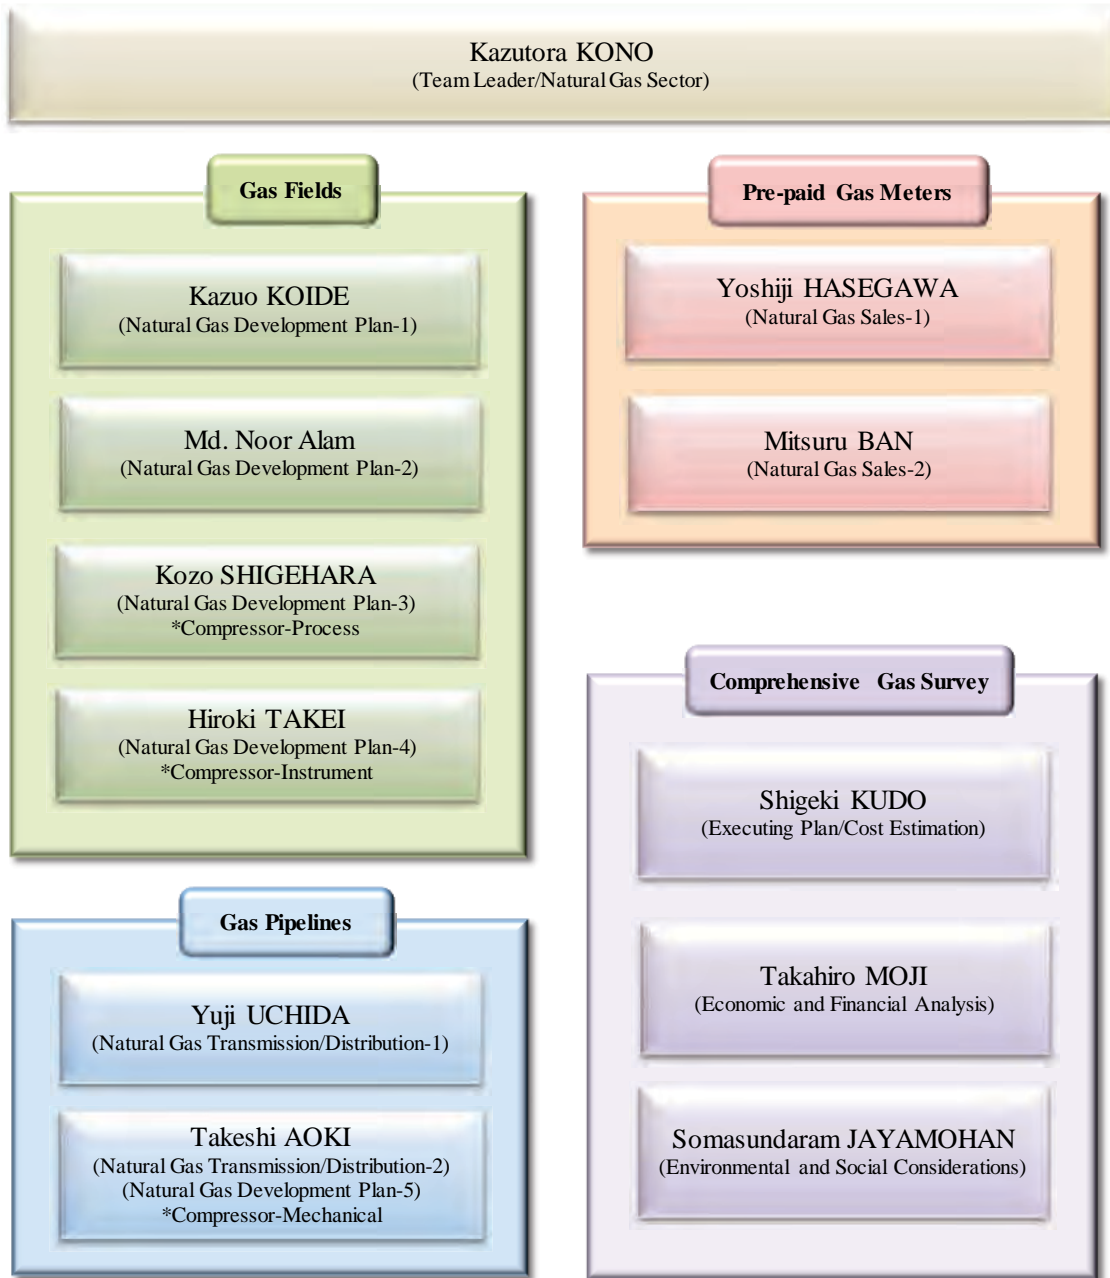 Kazutora KONO
(Team Leader/Natural Gas Sector)
Gas Fields
Kazuo KOIDE
(Natural Gas Development Plan-1)
Md. Noor Alam
(Natural Gas Development Plan-2)
Kozo SHIGEHARA
(Natural Gas Development Plan-3)
*Compressor-Process
Hiroki TAKEI
(Natural Gas Development Plan-4)
*Compressor-Instrument
Pre-paid Gas Meters
Yoshiji HASEGAWA
(Natural Gas Sales-1)
Mitsuru BAN
(Natural Gas Sales-2)
Gas Pipelines
Yuji UCHIDA
(Natural Gas Transmission/Distribution-1)
Takeshi AOKI
(Natural Gas Transmission/Distribution-2)
(Natural Gas Development Plan-5)
*Compressor-Mechanical
Comprehensive Gas Survey
Shigeki KUDO
(Executing Plan/Cost Estimation)
Takahiro MOJI
(Economic and Financial Analysis)
Somasundaram JAYAMOHAN
(Environmental and Social Considerations)